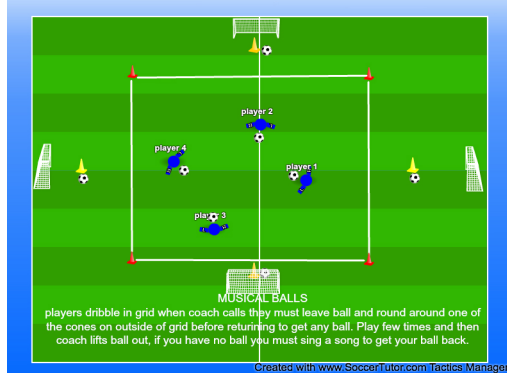 player 2
player 4
player 1
player 3
MUSICAL BALLS
players dribble in grid when coach calls they must leave ball and round around one of
the cones on outside of grid before returining to get any ball. Play few times and then
coach lifts ball out, if you have no ball you must sing a song to get your ball back.
Created with www.SoccerTutor.com Tactics Manager